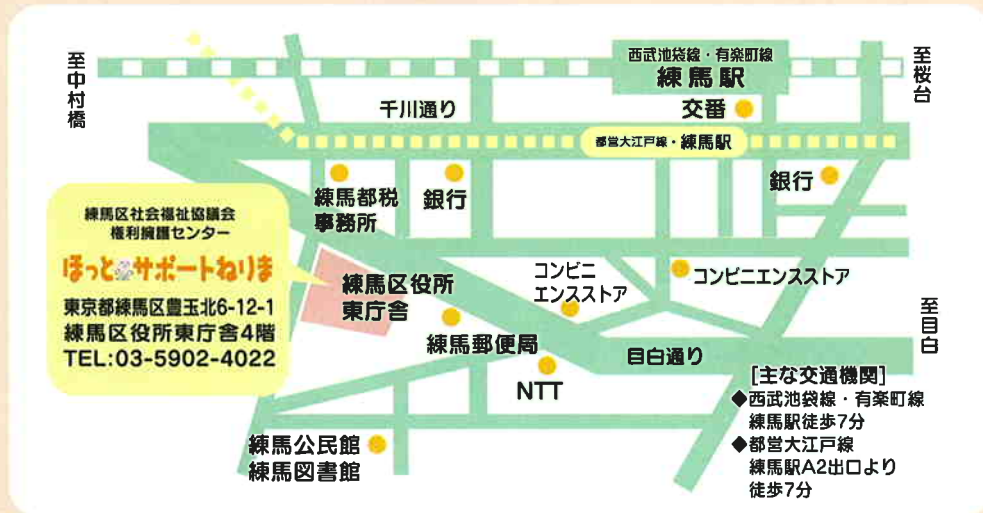 至中村橋
西武池袋線・有楽町線
練馬駅
至桜台
千川通り
交番
都営大江戸線・練馬駅
練馬都税
事務所
銀行
銀行
練馬区社会福祉協議会
権利擁護センター
ほっとサポートねりま
東京都練馬区豊玉北6-12-1
練馬区役所東庁舎4階
TEL:03-5902-4022
練馬区役所
東庁舎
コンビニ
エンスストア
コンビニエンスストア
至目白
練馬郵便局
目白通り
NTT
[主な交通機関]
◆西武池袋線・有楽町線
練馬駅徒歩7分
◆都営大江戸線
練馬駅A2出口より
徒歩7分
練馬公民館
練馬図書館